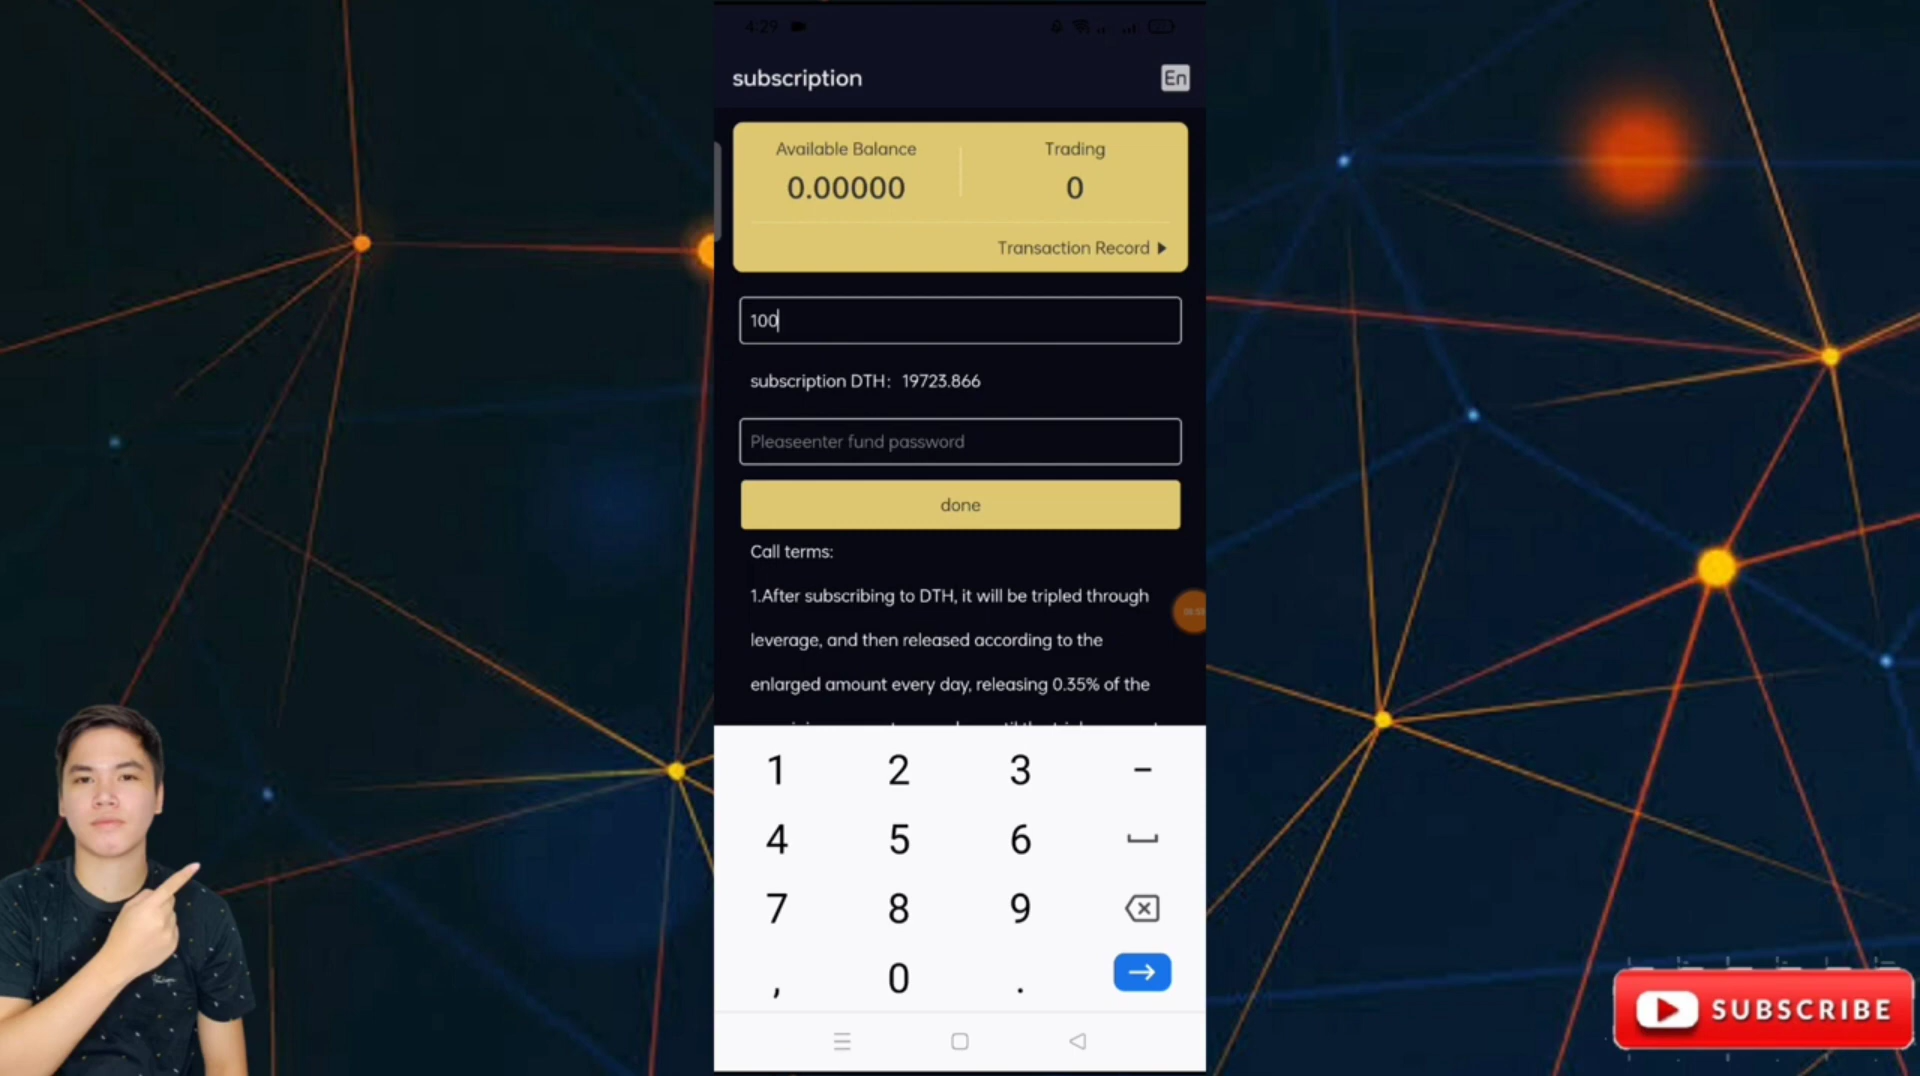 4:29
subscription
En
Available Balance
Trading
0.00000
0
Transaction Record
100
subscription DTH: 19723.866
Pleaseenter fund password
done
Call terms:
1.After subscribing to DTH, it will be tripled through
leverage, and then released according to the
enlarged amount every day, releasing 0.35% of the
1 2 3 -
4 5 6
7 8 9
, 0 .
SUBSCRIBE